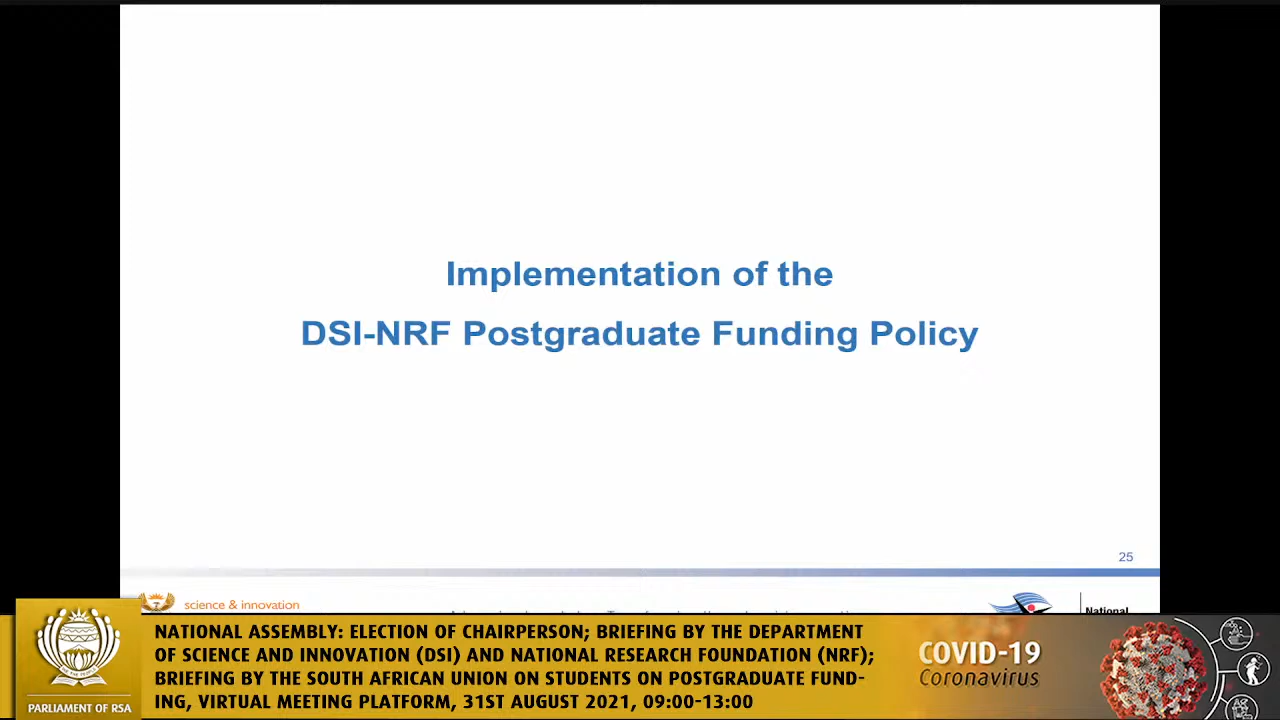 Implementation of the
DSI-NRF Postgraduate Funding Policy
25
science & innovation
National
NATIONAL ASSEMBLY: ELECTION OF CHAIRPERSON; BRIEFING BY THE DEPARTMENT
OF SCIENCE AND INNOVATION (DSI) AND NATIONAL RESEARCH FOUNDATION (NRF);
BRIEFING BY THE SOUTH AFRICAN UNION ON STUDENTS ON POSTGRADUATE FUND-
ING, VIRTUAL MEETING PLATFORM, 31ST AUGUST 2021, 09:00-13:00
PARLIAMENT OF RSA
COVID-19
Coronavirus